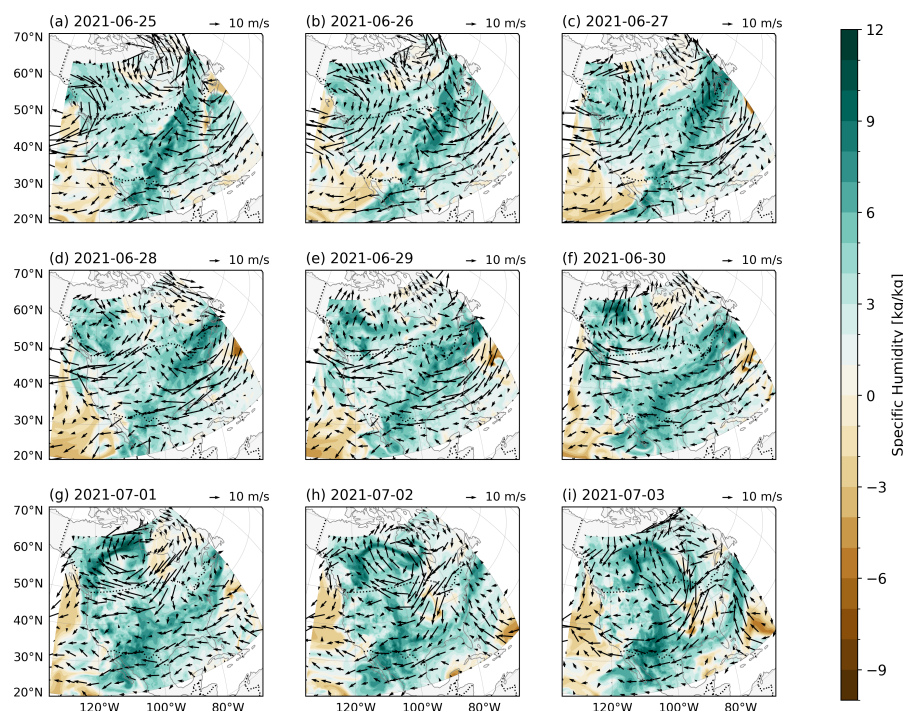 (a) 2021-06-25 10 m/s (b) 2021-06-26 10 m/s (c) 2021-06-27 10 m/s
70°N
60°N
50°N
40°N
30°N
20°N
(d) 2021-06-28 10 m/s (e) 2021-06-29 10 m/s (f) 2021-06-30 10 m/s
70°N
60°N
50°N
40°N
30°N
20°N
(g) 2021-07-01 10 m/s (h) 2021-07-02 10 m/s (i) 2021-07-03 10 m/s
70°N
60°N
50°N
40°N
30°N
20°N
120°W 100°W 80°W 120°W 100°W 80°W 120°W 100°W 80°W
12
9
6
3
0
−3
−6
−9
Specific Humidity [kg/kg]